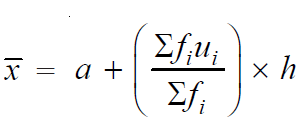 x̅ = a + (Σfᵢuᵢ / Σfᵢ) × h